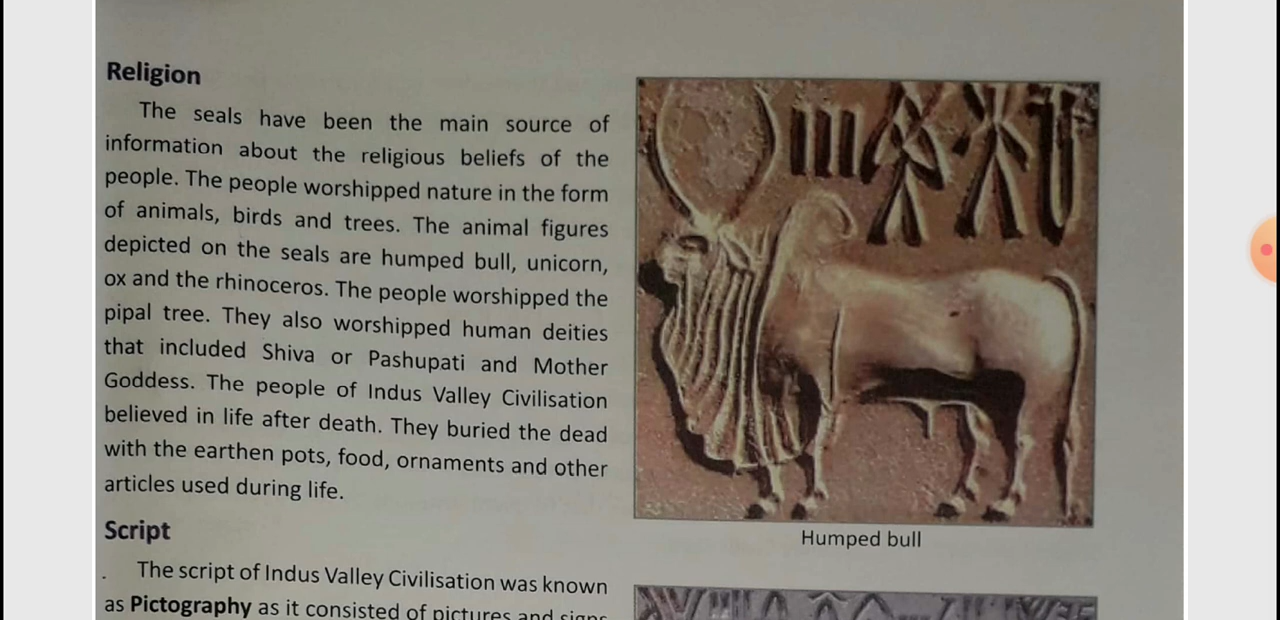 Religion
The seals have been the main source of
information about the religious beliefs of the
people. The people worshipped nature in the form
of animals, birds and trees. The animal figures
depicted on the seals are humped bull, unicorn,
ox and the rhinoceros. The people worshipped the
pipal tree. They also worshipped human deities
that included Shiva or Pashupati and Mother
Goddess. The people of Indus Valley Civilisation
believed in life after death. They buried the dead
with the earthen pots, food, ornaments and other
articles used during life.
Humped bull
Script
The script of Indus Valley Civilisation was known
as Pictography as it consisted of pictures and signs